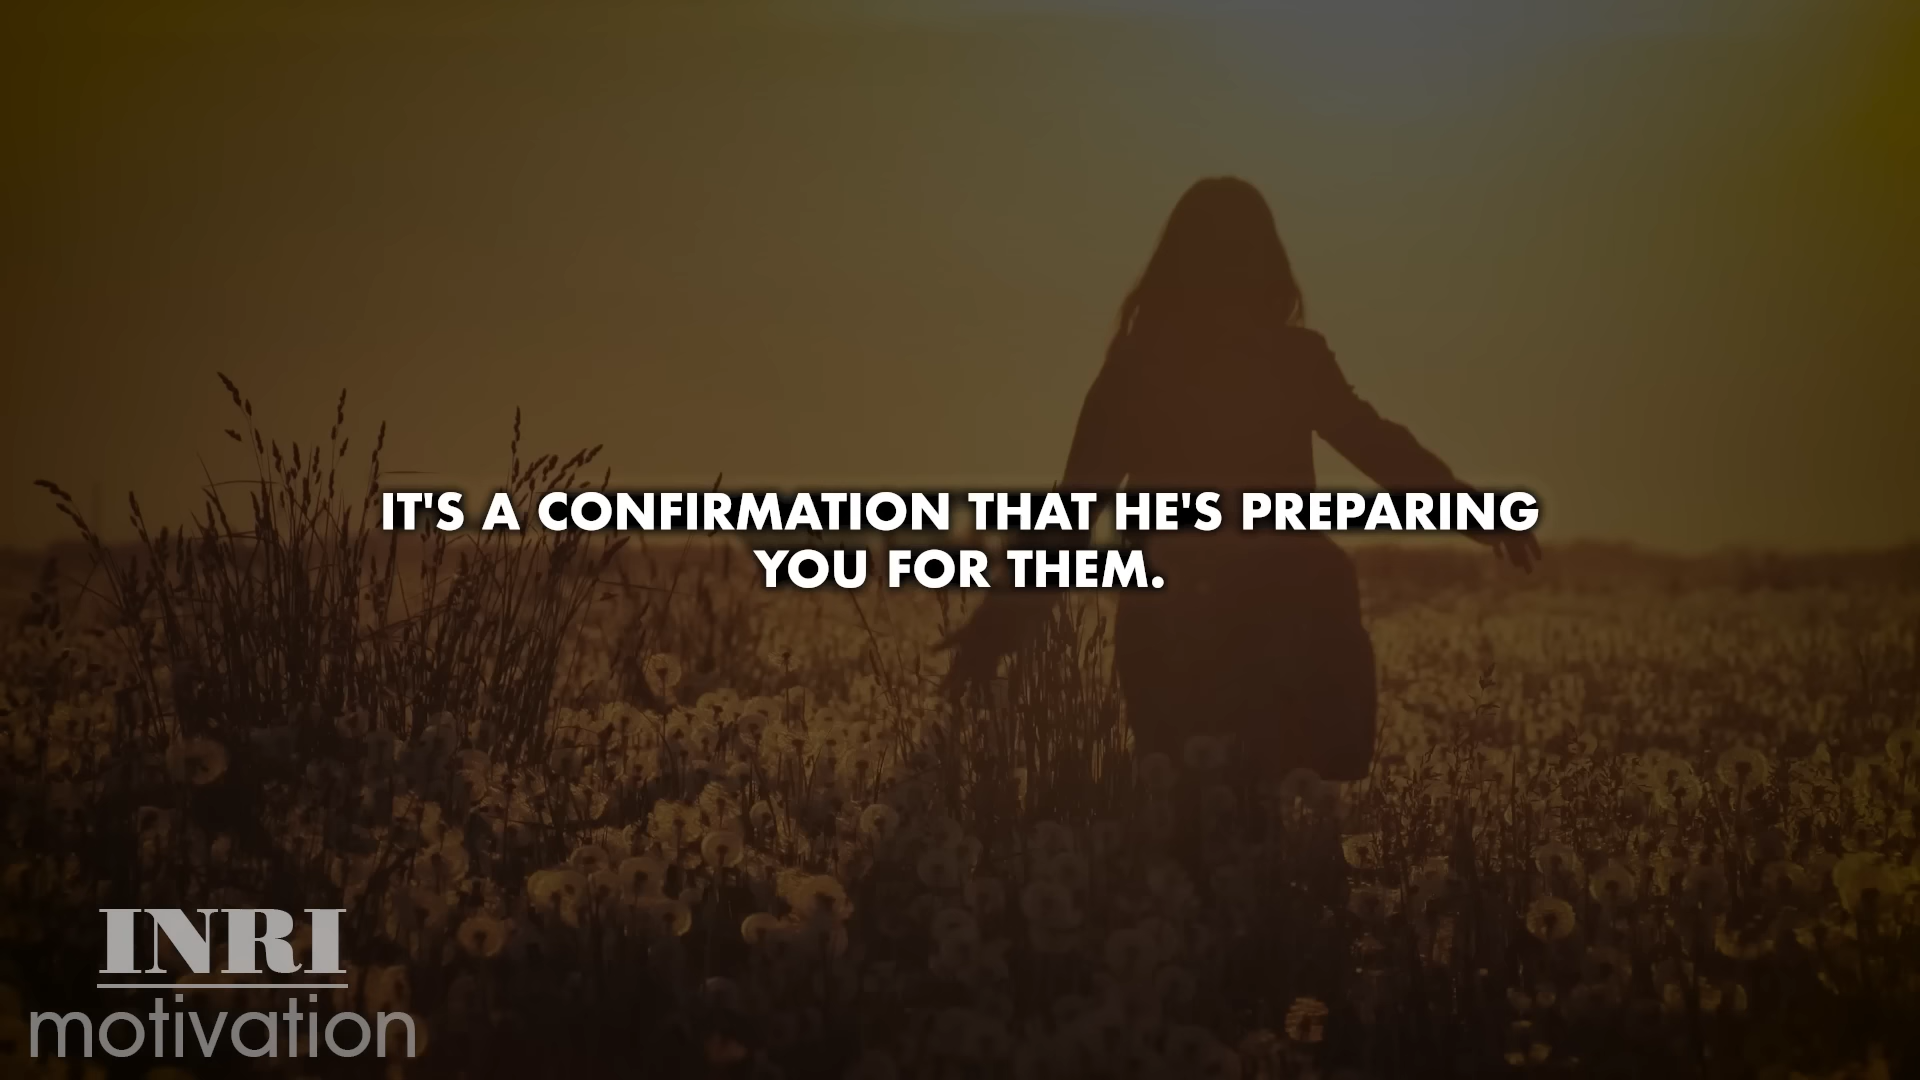 IT'S A CONFIRMATION THAT HE'S PREPARING
YOU FOR THEM.
INRI
motivation